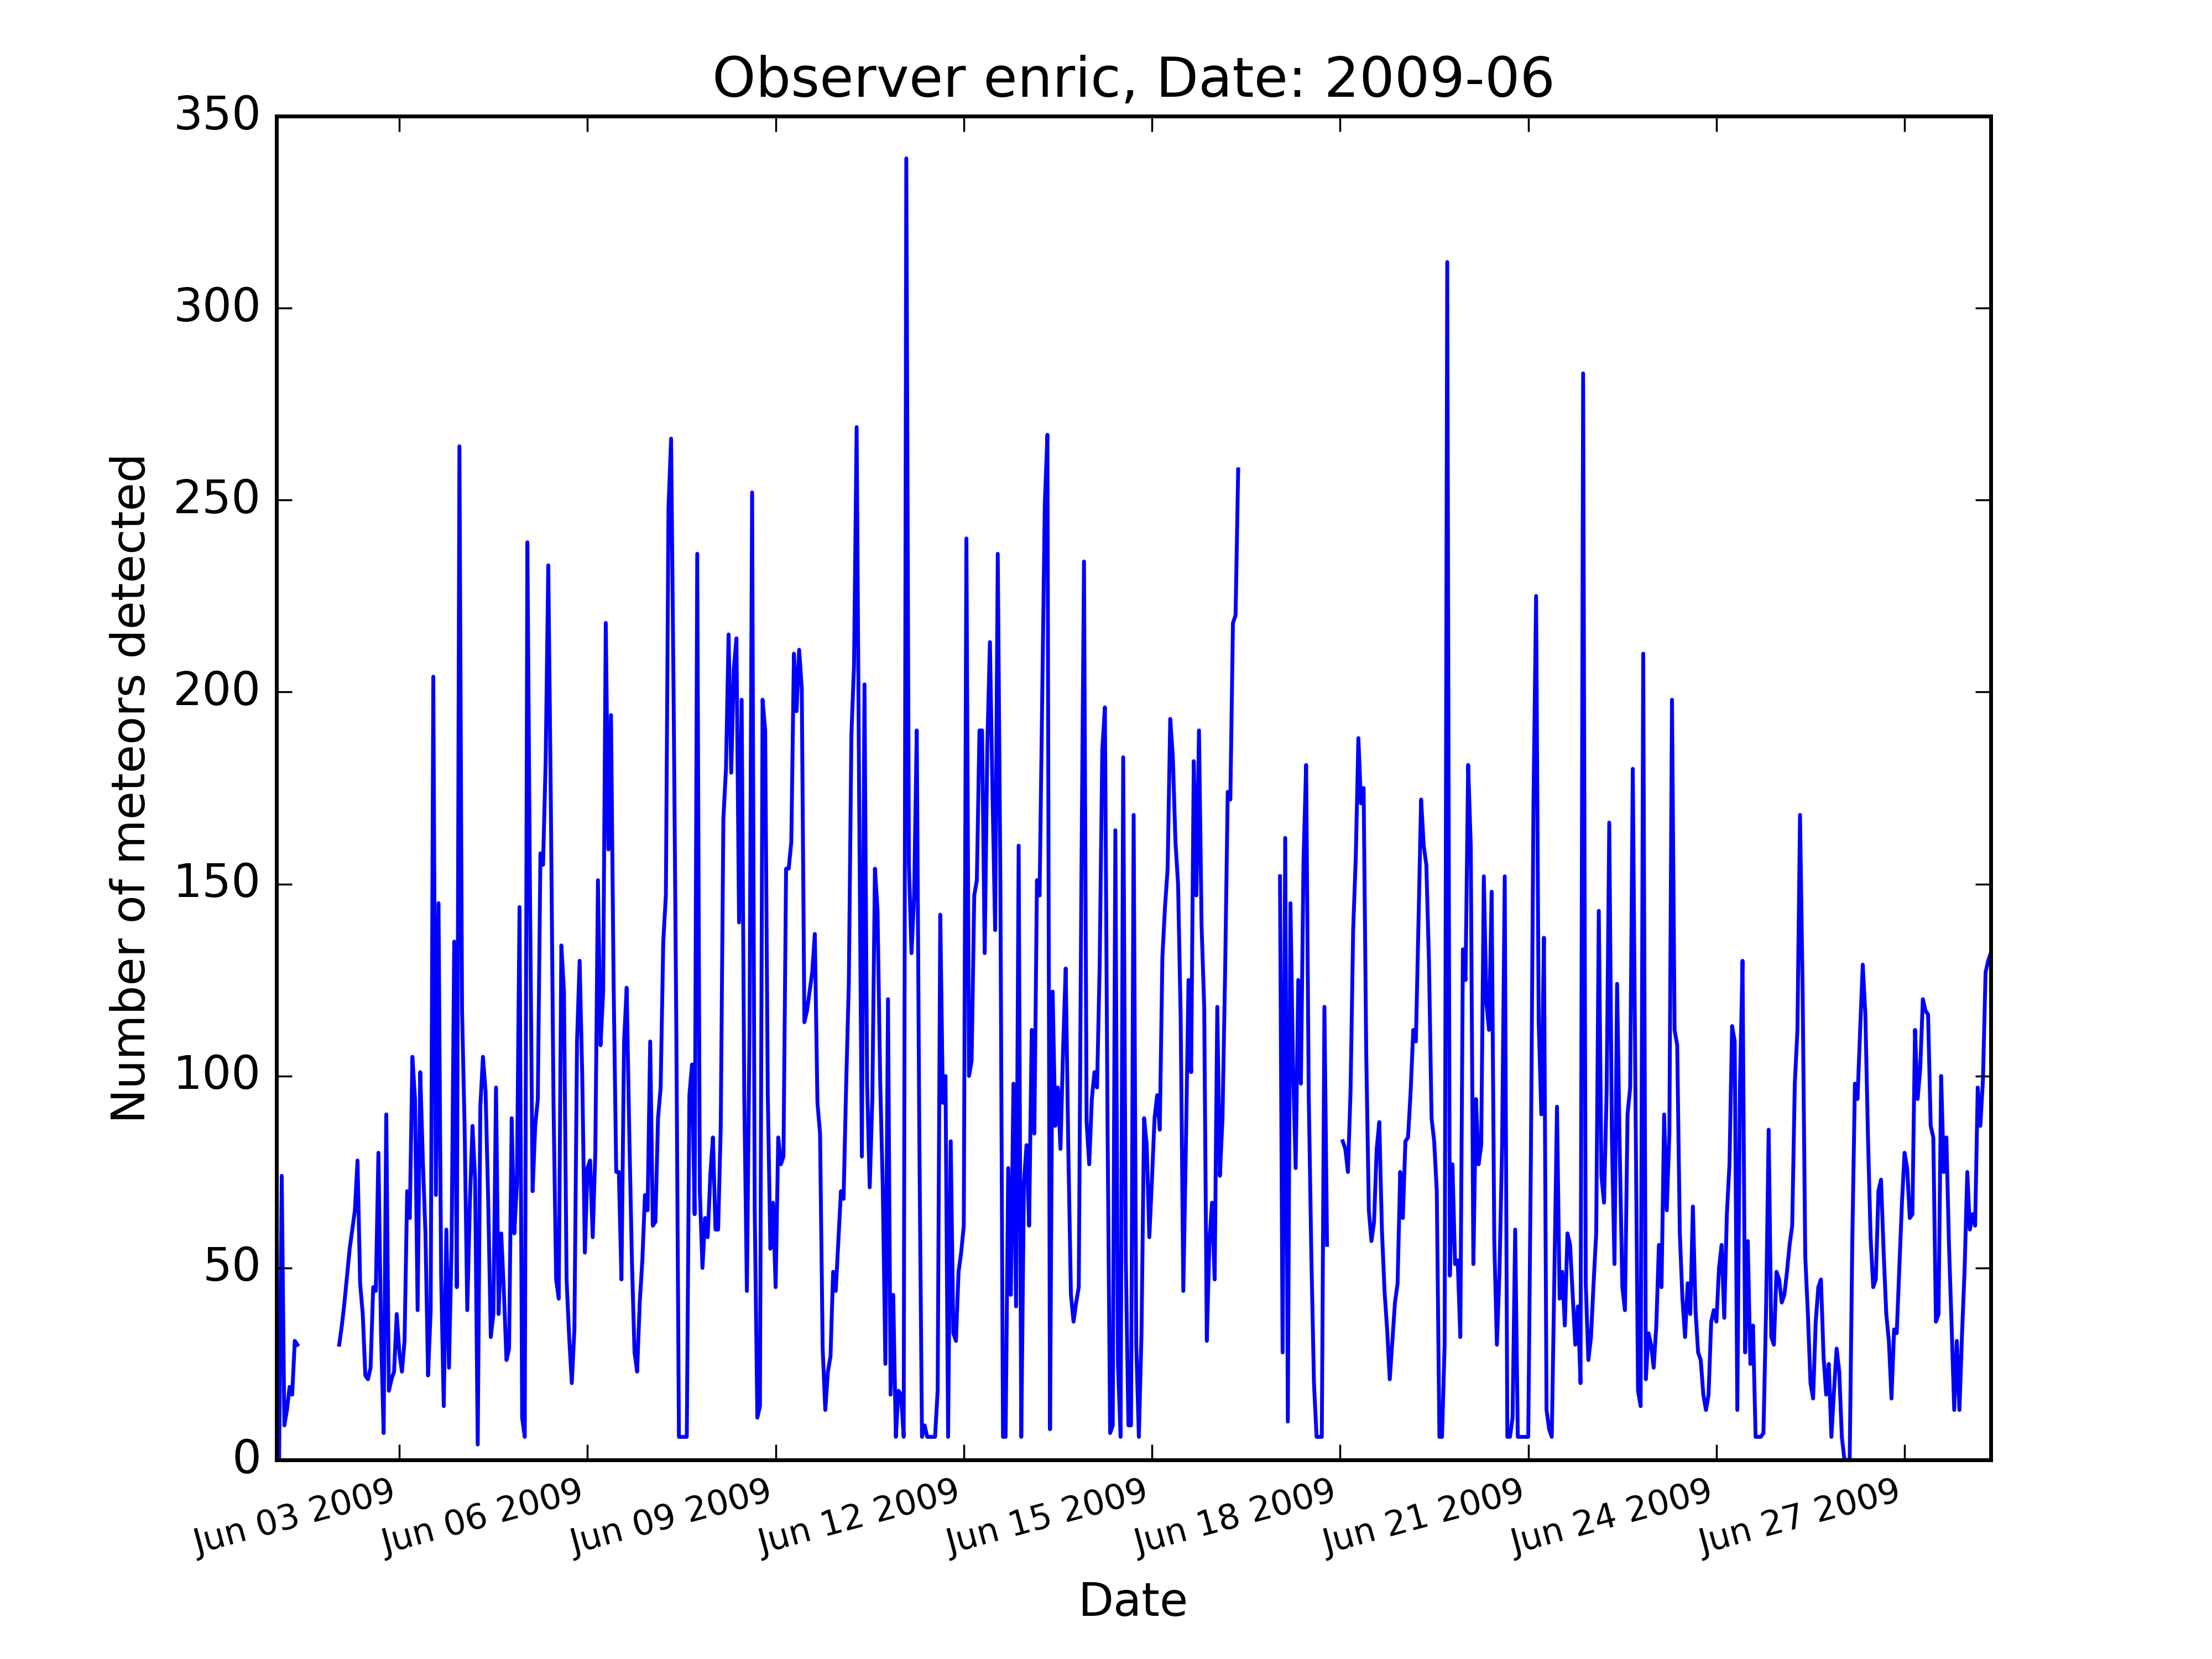 Observer enric, Date: 2009-06
350
300
250
200
150
100
50
0
Number of meteors detected
Jun 03 2009
Jun 06 2009
Jun 09 2009
Jun 12 2009
Jun 15 2009
Jun 18 2009
Jun 21 2009
Jun 24 2009
Jun 27 2009
Date